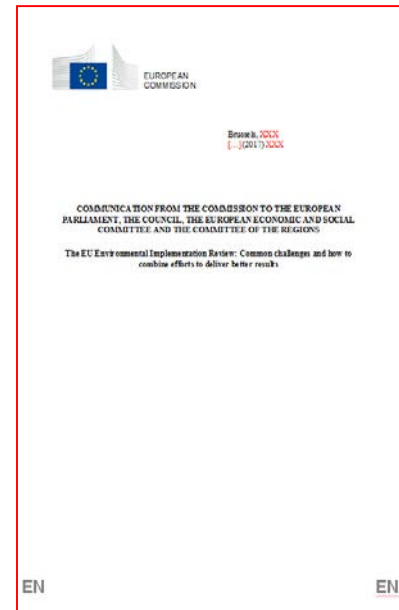 EUROPEAN
COMMISSION
Brussels, XXX
[…](2017) XXX
COMMUNICATION FROM THE COMMISSION TO THE EUROPEAN
PARLIAMENT, THE COUNCIL, THE EUROPEAN ECONOMIC AND SOCIAL
COMMITTEE AND THE COMMITTEE OF THE REGIONS
The EU Environmental Implementation Review: Common challenges and how to
combine efforts to deliver better results
EN EN